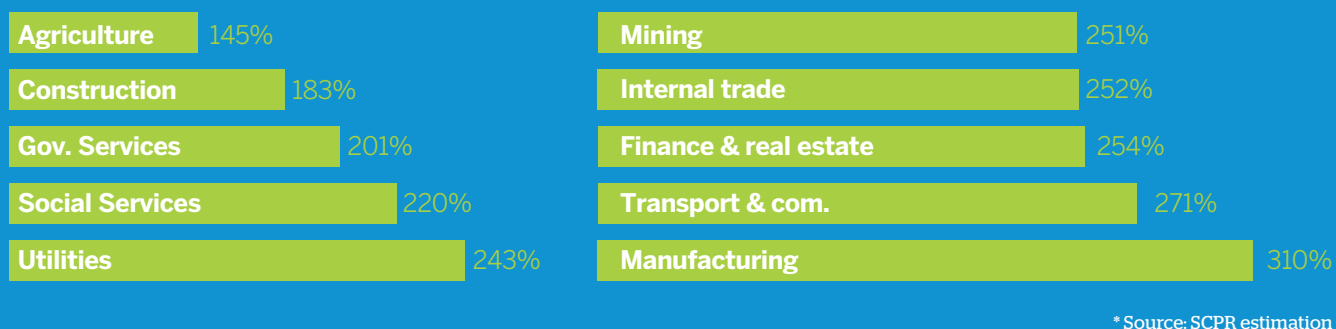 Agriculture 145%
Construction 183%
Gov. Services 201%
Social Services 220%
Utilities 243%
Mining 251%
Internal trade 252%
Finance & real estate 254%
Transport & com. 271%
Manufacturing 310%
* Source: SCPR estimation